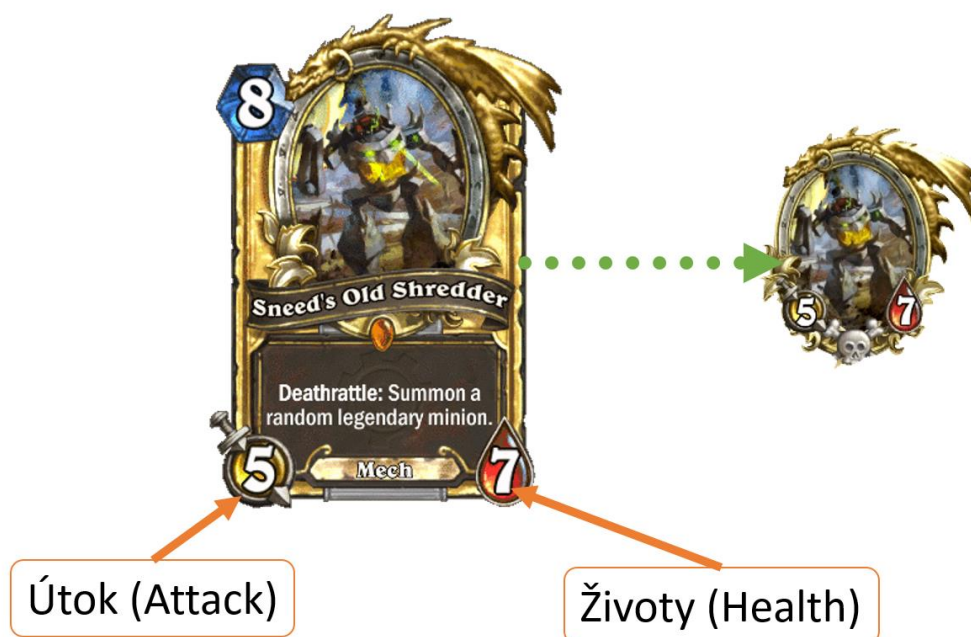 8
Sneed's Old Shredder
Deathrattle: Summon a
random legendary minion.
5
Mech
7
5
7
Útok (Attack)
Životy (Health)